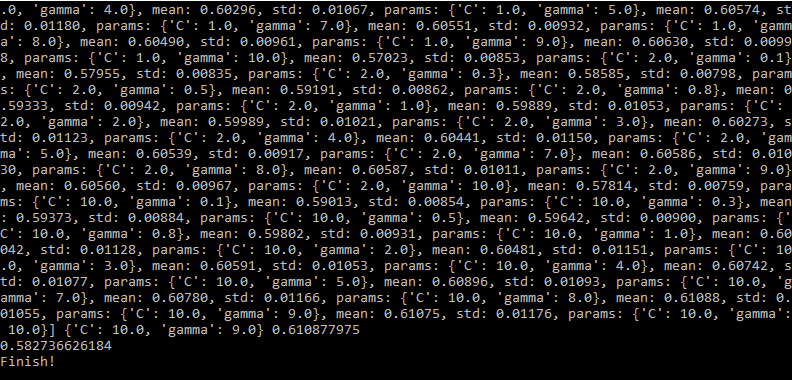 .0, 'gamma': 4.0}, mean: 0.60296, std: 0.01067, params: {'C': 1.0, 'gamma': 5.0}, mean: 0.60574, st
d: 0.01180, params: {'C': 1.0, 'gamma': 7.0}, mean: 0.60551, std: 0.00932, params: {'C': 1.0, 'gamm
a': 8.0}, mean: 0.60490, std: 0.00961, params: {'C': 1.0, 'gamma': 9.0}, mean: 0.60630, std: 0.0099
8, params: {'C': 1.0, 'gamma': 10.0}, mean: 0.57023, std: 0.00853, params: {'C': 2.0, 'gamma': 0.1}
, mean: 0.57955, std: 0.00835, params: {'C': 2.0, 'gamma': 0.3}, mean: 0.58585, std: 0.00798, param
s: {'C': 2.0, 'gamma': 0.5}, mean: 0.59191, std: 0.00862, params: {'C': 2.0, 'gamma': 0.8}, mean: 0
.59333, std: 0.00942, params: {'C': 2.0, 'gamma': 1.0}, mean: 0.59889, std: 0.01053, params: {'C': 
2.0, 'gamma': 2.0}, mean: 0.59989, std: 0.01021, params: {'C': 2.0, 'gamma': 3.0}, mean: 0.60273, s
td: 0.01123, params: {'C': 2.0, 'gamma': 4.0}, mean: 0.60441, std: 0.01150, params: {'C': 2.0, 'gam
ma': 5.0}, mean: 0.60539, std: 0.00917, params: {'C': 2.0, 'gamma': 7.0}, mean: 0.60586, std: 0.010
30, params: {'C': 2.0, 'gamma': 8.0}, mean: 0.60587, std: 0.01011, params: {'C': 2.0, 'gamma': 9.0}
, mean: 0.60560, std: 0.00967, params: {'C': 2.0, 'gamma': 10.0}, mean: 0.57814, std: 0.00759, para
ms: {'C': 10.0, 'gamma': 0.1}, mean: 0.59013, std: 0.00854, params: {'C': 10.0, 'gamma': 0.3}, mean
: 0.59373, std: 0.00884, params: {'C': 10.0, 'gamma': 0.5}, mean: 0.59642, std: 0.00900, params: {'
C': 10.0, 'gamma': 0.8}, mean: 0.59802, std: 0.00931, params: {'C': 10.0, 'gamma': 1.0}, mean: 0.60
042, std: 0.01128, params: {'C': 10.0, 'gamma': 2.0}, mean: 0.60481, std: 0.01151, params: {'C': 10
.0, 'gamma': 3.0}, mean: 0.60591, std: 0.01053, params: {'C': 10.0, 'gamma': 4.0}, mean: 0.60742, s
td: 0.01077, params: {'C': 10.0, 'gamma': 5.0}, mean: 0.60896, std: 0.01093, params: {'C': 10.0, 'g
amma': 7.0}, mean: 0.60780, std: 0.01166, params: {'C': 10.0, 'gamma': 8.0}, mean: 0.61088, std: 0.
01055, params: {'C': 10.0, 'gamma': 9.0}, mean: 0.61075, std: 0.01176, params: {'C': 10.0, 'gamma':
 10.0}] {'C': 10.0, 'gamma': 9.0} 0.610877975
0.582736626184
Finish!